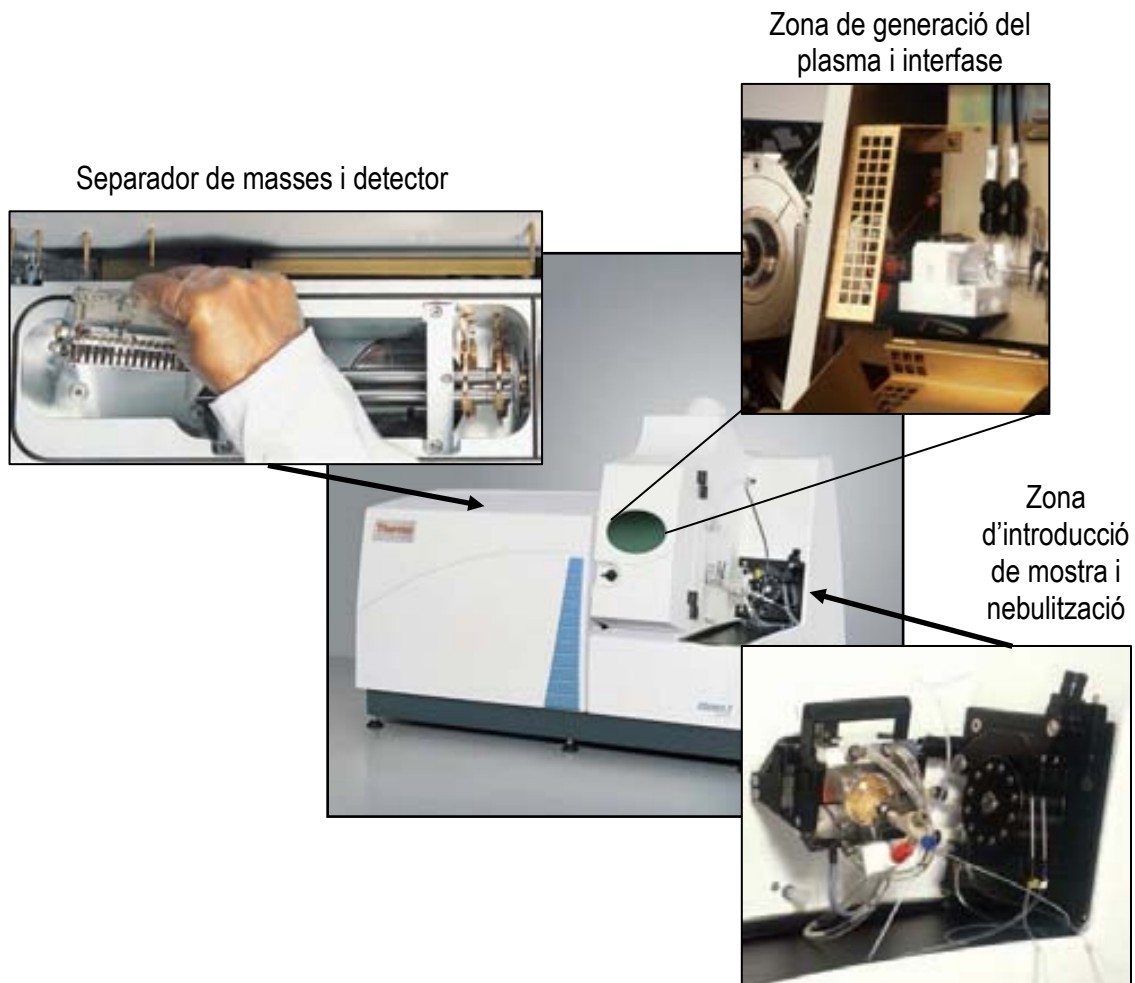 Zona de generació del
plasma i interfase
Separador de masses i detector
Thermo
Zona
d'introducció
de mostra i
nebulització